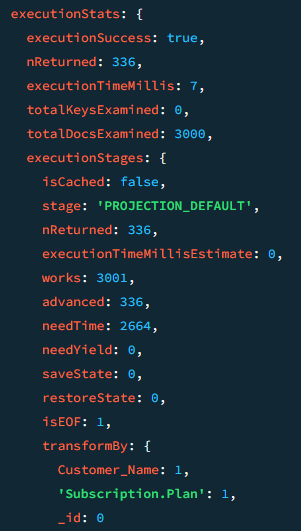 executionStats: {
executionSuccess: true,
nReturned: 336,
executionTimeMillis: 7,
totalKeysExamined: 0,
totalDocsExamined: 3000,
executionStages: {
isCached: false,
stage: 'PROJECTION_DEFAULT',
nReturned: 336,
executionTimeMillisEstimate: 0,
works: 3001,
advanced: 336,
needTime: 2664,
needYield: 0,
saveState: 0,
restoreState: 0,
isEOF: 1,
transformBy: {
Customer_Name: 1,
'Subscription.Plan': 1,
_id: 0